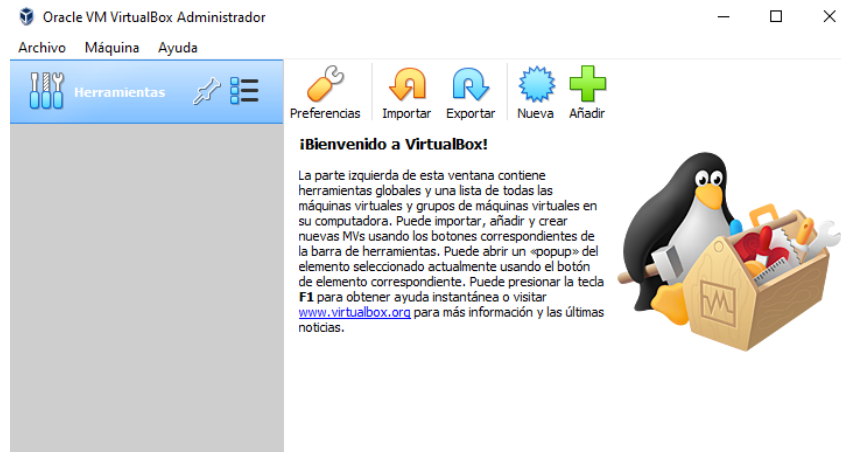 Oracle VM VirtualBox Administrador
Archivo Máquina Ayuda
Herramientas
Preferencias Importar Exportar Nueva Añadir
¡Bienvenido a VirtualBox!
La parte izquierda de esta ventana contiene
herramientas globales y una lista de todas las
máquinas virtuales y grupos de máquinas virtuales en
su computadora. Puede importar, añadir y crear
nuevas MVs usando los botones correspondientes de
la barra de herramientas. Puede abrir un «popup» del
elemento seleccionado actualmente usando el botón
de elemento correspondiente. Puede presionar la tecla
F1 para obtener ayuda instantánea o visitar
www.virtualbox.org para más información y las últimas
noticias.